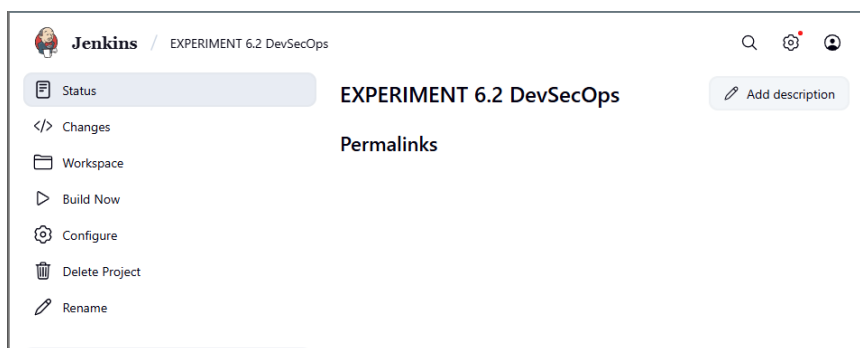 Jenkins / EXPERIMENT 6.2 DevSecOps
Status
Changes
Workspace
Build Now
Configure
Delete Project
Rename
EXPERIMENT 6.2 DevSecOps
Add description
Permalinks